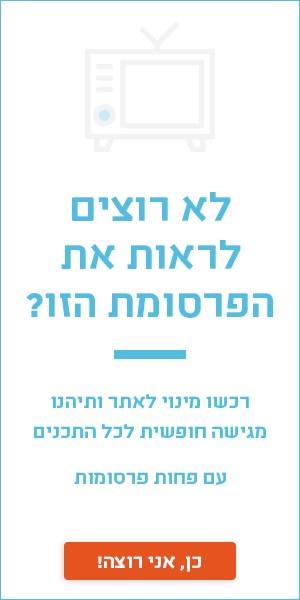 לא רוצים
לראות את
הפרסומת הזו?
רכשו מינוי לאתר ותיהנו
מגישה חופשית לכל התכנים
עם פחות פרסומות
כן, אני רוצה!